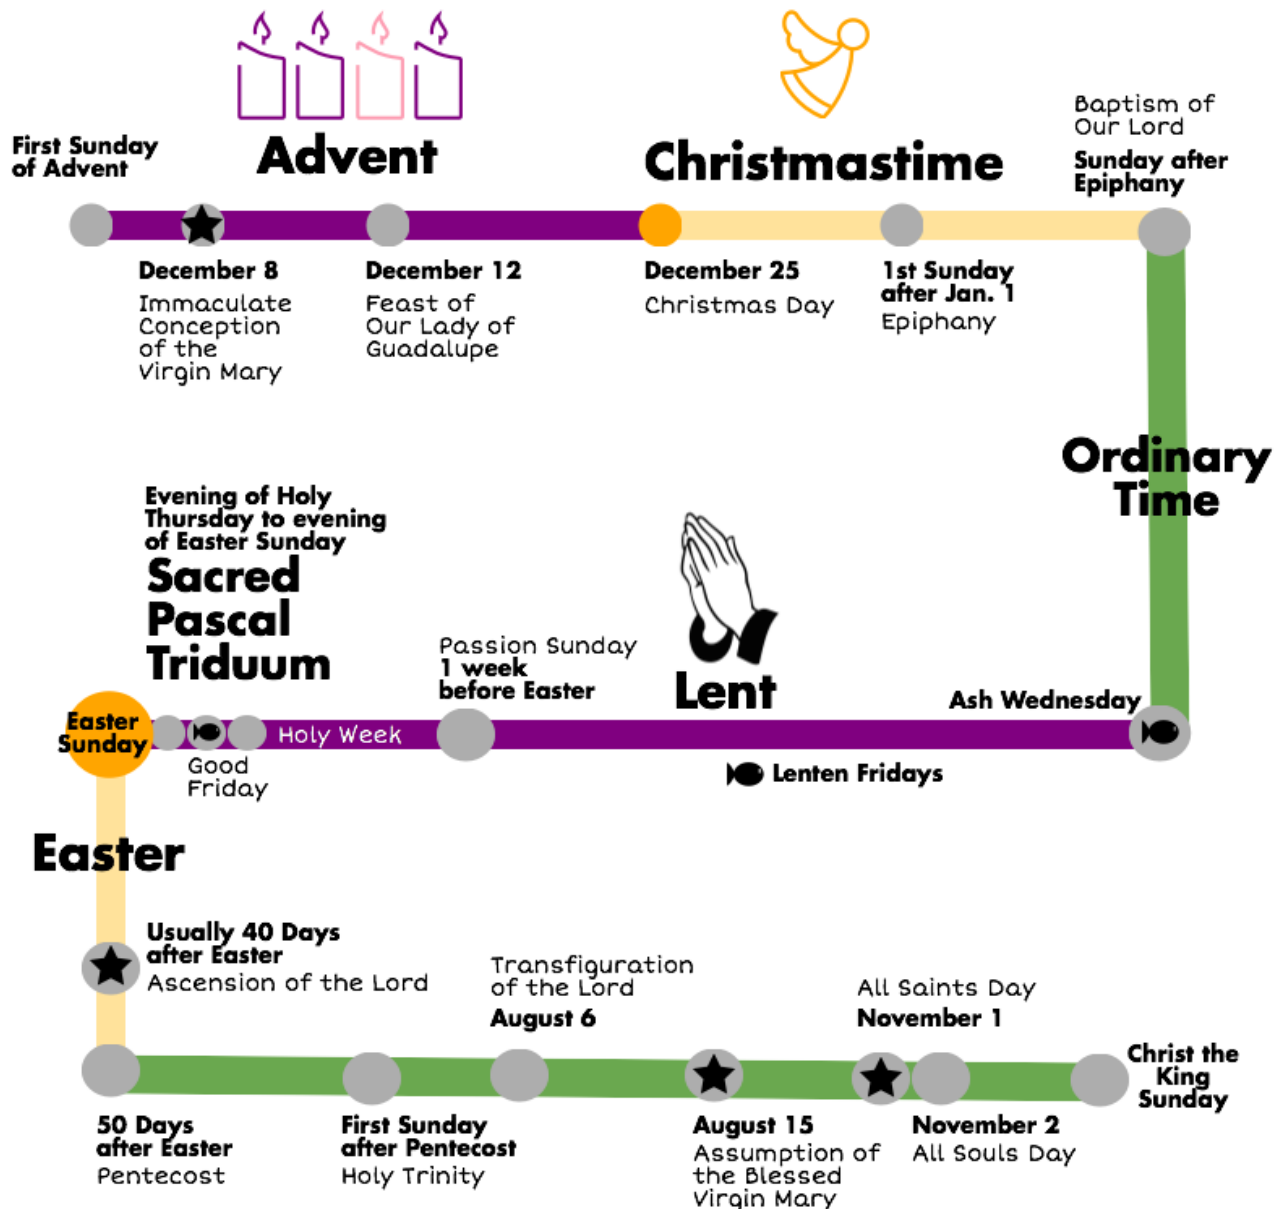 First Sunday
of Advent
Advent
Christmastime
Baptism of
Our Lord
Sunday after
Epiphany
December 8
Immaculate
Conception
of the
Virgin Mary
December 12
Feast of
Our Lady of
Guadalupe
December 25
Christmas Day
1st Sunday
after Jan. 1
Epiphany
Ordinary
Time
Evening of Holy
Thursday to evening
of Easter Sunday
Sacred
Pascal
Triduum
Passion Sunday
1 week
before Easter
Lent
Ash Wednesday
Easter
Sunday
Holy Week
Good
Friday
Lenten Fridays
Easter
Usually 40 Days
after Easter
Ascension of the Lord
Transfiguration
of the Lord
August 6
All Saints Day
November 1
Christ the
King
Sunday
50 Days
after Easter
Pentecost
First Sunday
after Pentecost
Holy Trinity
August 15
Assumption of
the Blessed
Virgin Mary
November 2
All Souls Day